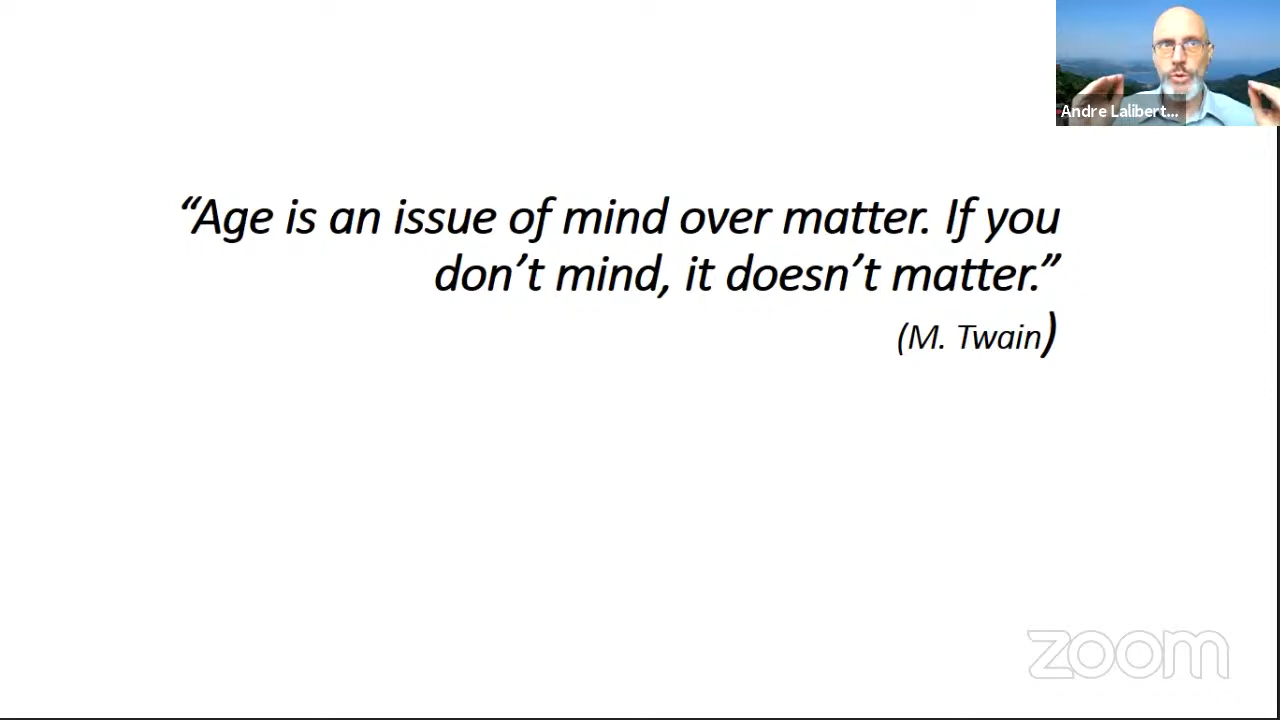 Andre Lalibert...
“Age is an issue of mind over matter. If you
don’t mind, it doesn’t matter.”
(M. Twain)
zoom